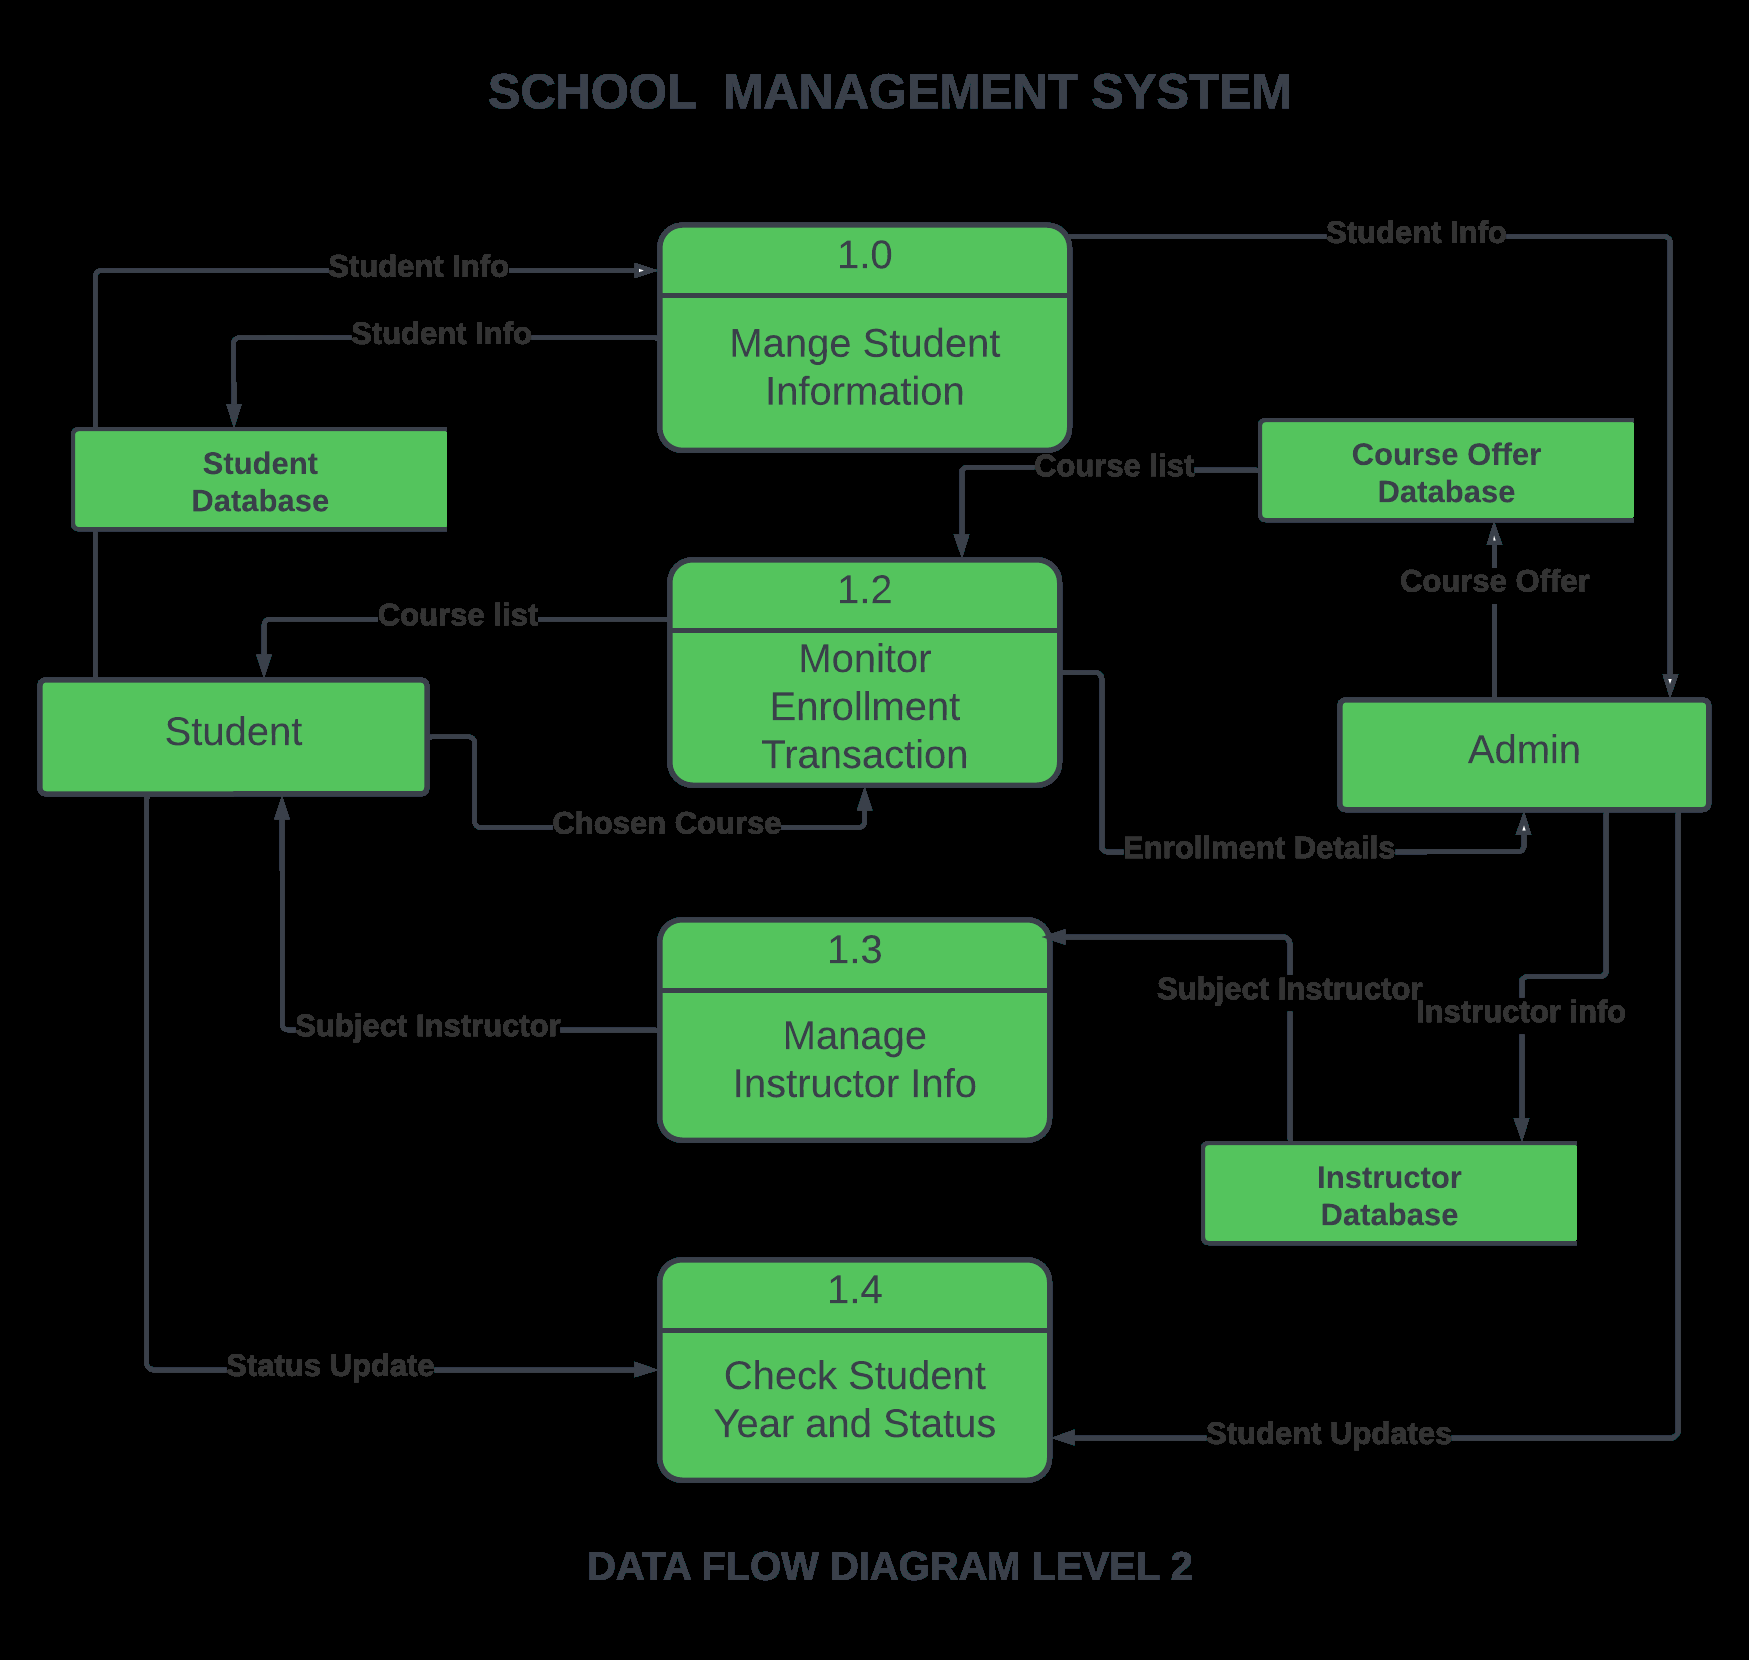 SCHOOL  MANAGEMENT SYSTEM
1.0
Student Info
Student Info
Student Info
Mange Student
Information
Student
Database
Course list
Course Offer
Database
1.2
Course list
Course Offer
Monitor
Enrollment
Transaction
Student
Admin
Chosen Course
Enrollment Details
1.3
Subject Instructor
Subject Instructor
Instructor info
Manage
Instructor Info
Instructor
Database
1.4
Status Update
Check Student
Year and Status
Student Updates
DATA FLOW DIAGRAM LEVEL 2